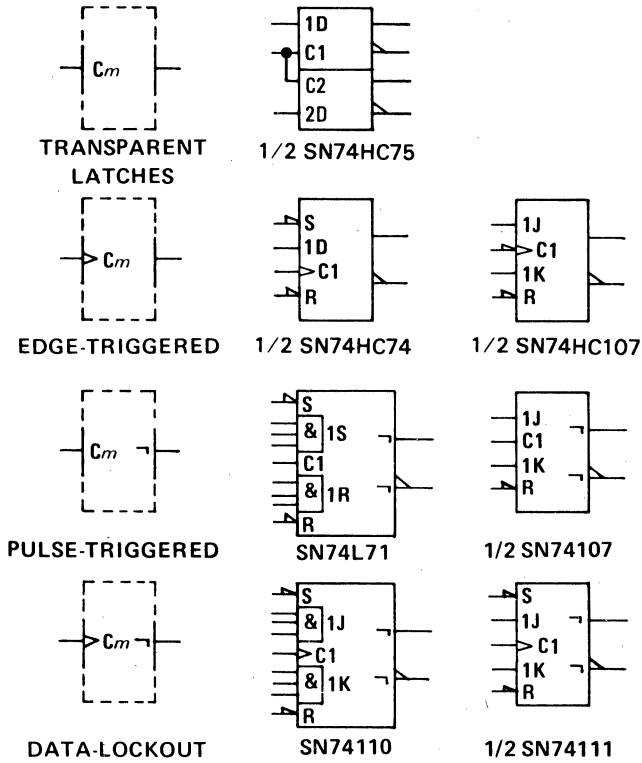 Cm
1D
C1
C2
2D
TRANSPARENT
LATCHES
1/2 SN74HC75
Cm
S
1D
C1
R
1J
C1
1K
R
EDGE-TRIGGERED
1/2 SN74HC74
1/2 SN74HC107
Cm ¬
S
& 1S ¬
C1
& 1R
R
1J ¬
C1
1K ¬
R
PULSE-TRIGGERED
SN74L71
1/2 SN74107
Cm ¬
S
& 1J ¬
C1
& 1K
R
S
1J ¬
C1
1K ¬
R
DATA-LOCKOUT
SN74110
1/2 SN74111